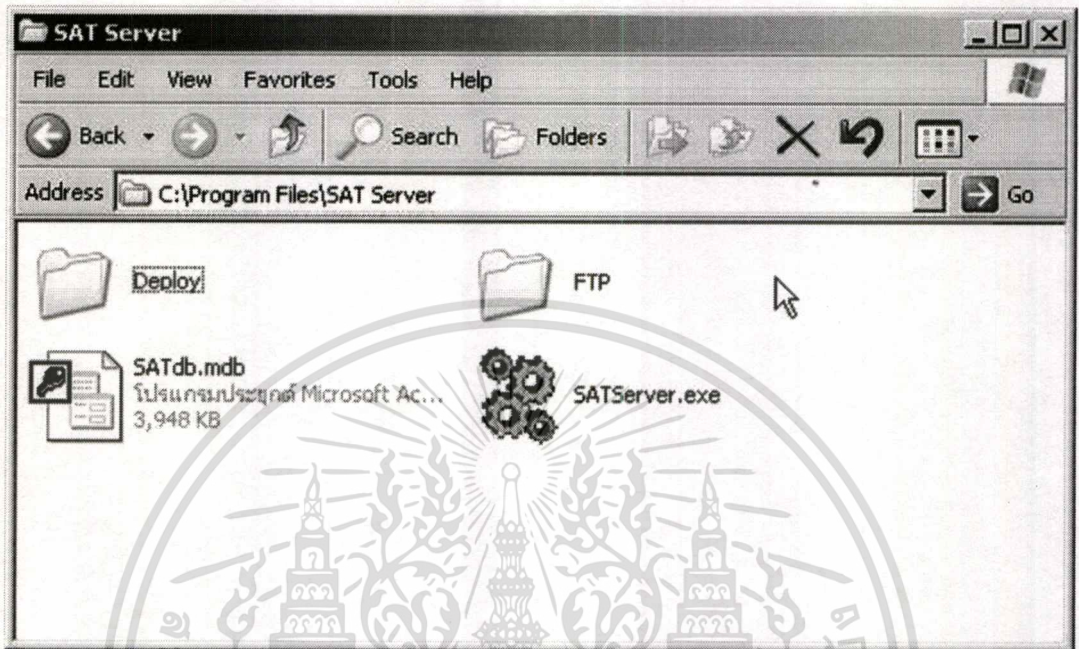 SAT Server
File Edit View Favorites Tools Help
Back Search Folders
Address C:\Program Files\SAT Server Go
Deploy
FTP
SATdb.mdb
โปรแกรมประยุกต์ Microsoft Ac...
3,948 KB
SATServer.exe